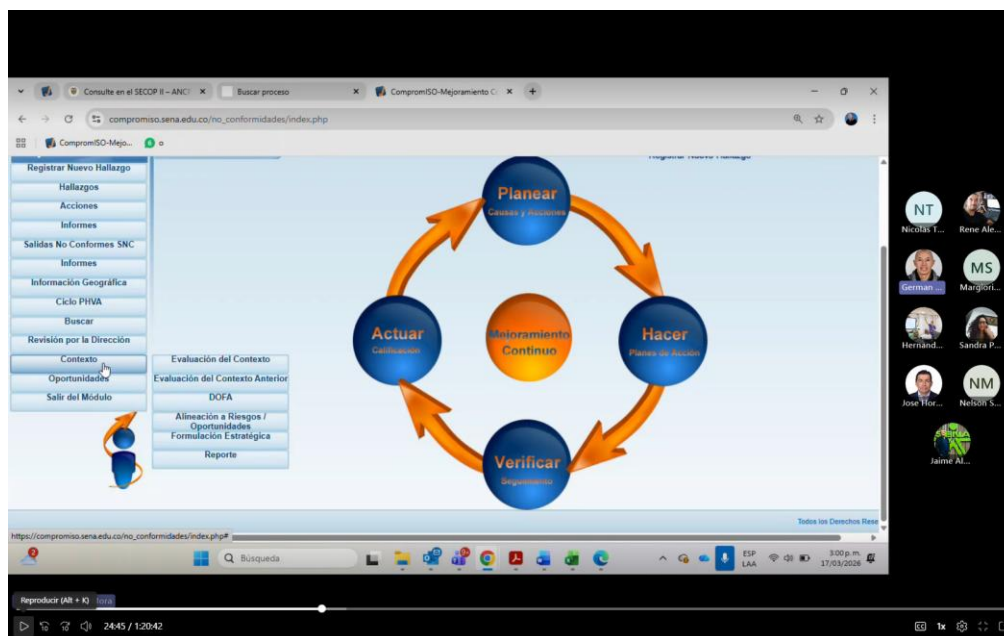 Consulte en el SECOP II – ANC
Buscar proceso
CompromISO-Mejoramiento C
compromiso.sena.edu.co/no_conformidades/index.php
CompromISO-Mejo...
Registrar Nuevo Hallazgo
Registrar Nuevo Hallazgo
Hallazgos
Acciones
Informes
Salidas No Conformes SNC
Informes
Información Geográfica
Ciclo PHVA
Buscar
Revisión por la Dirección
Contexto
Oportunidades
Salir del Módulo
Evaluación del Contexto
Evaluación del Contexto Anterior
DOFA
Alineación a Riesgos /
Oportunidades
Formulación Estratégica
Reporte
Planear
Causas y Acciones
Actuar
Calificación
Mejoramiento
Continuo
Hacer
Planes de Acción
Verificar
Seguimiento
Todos los Derechos Rese
https://compromiso.sena.edu.co/no_conformidades/index.php#
NT
Nicolas T...
Rene Ale...
German ...
MS
Margiori...
Hernand...
Sandra P...
Jose Hor...
NM
Nelson S...
Jaime Al...
2
Búsqueda
ESP
LAA
3:00 p. m.
17/03/2026
Reproducir (Alt + K)
24:45 / 1:20:42
1x